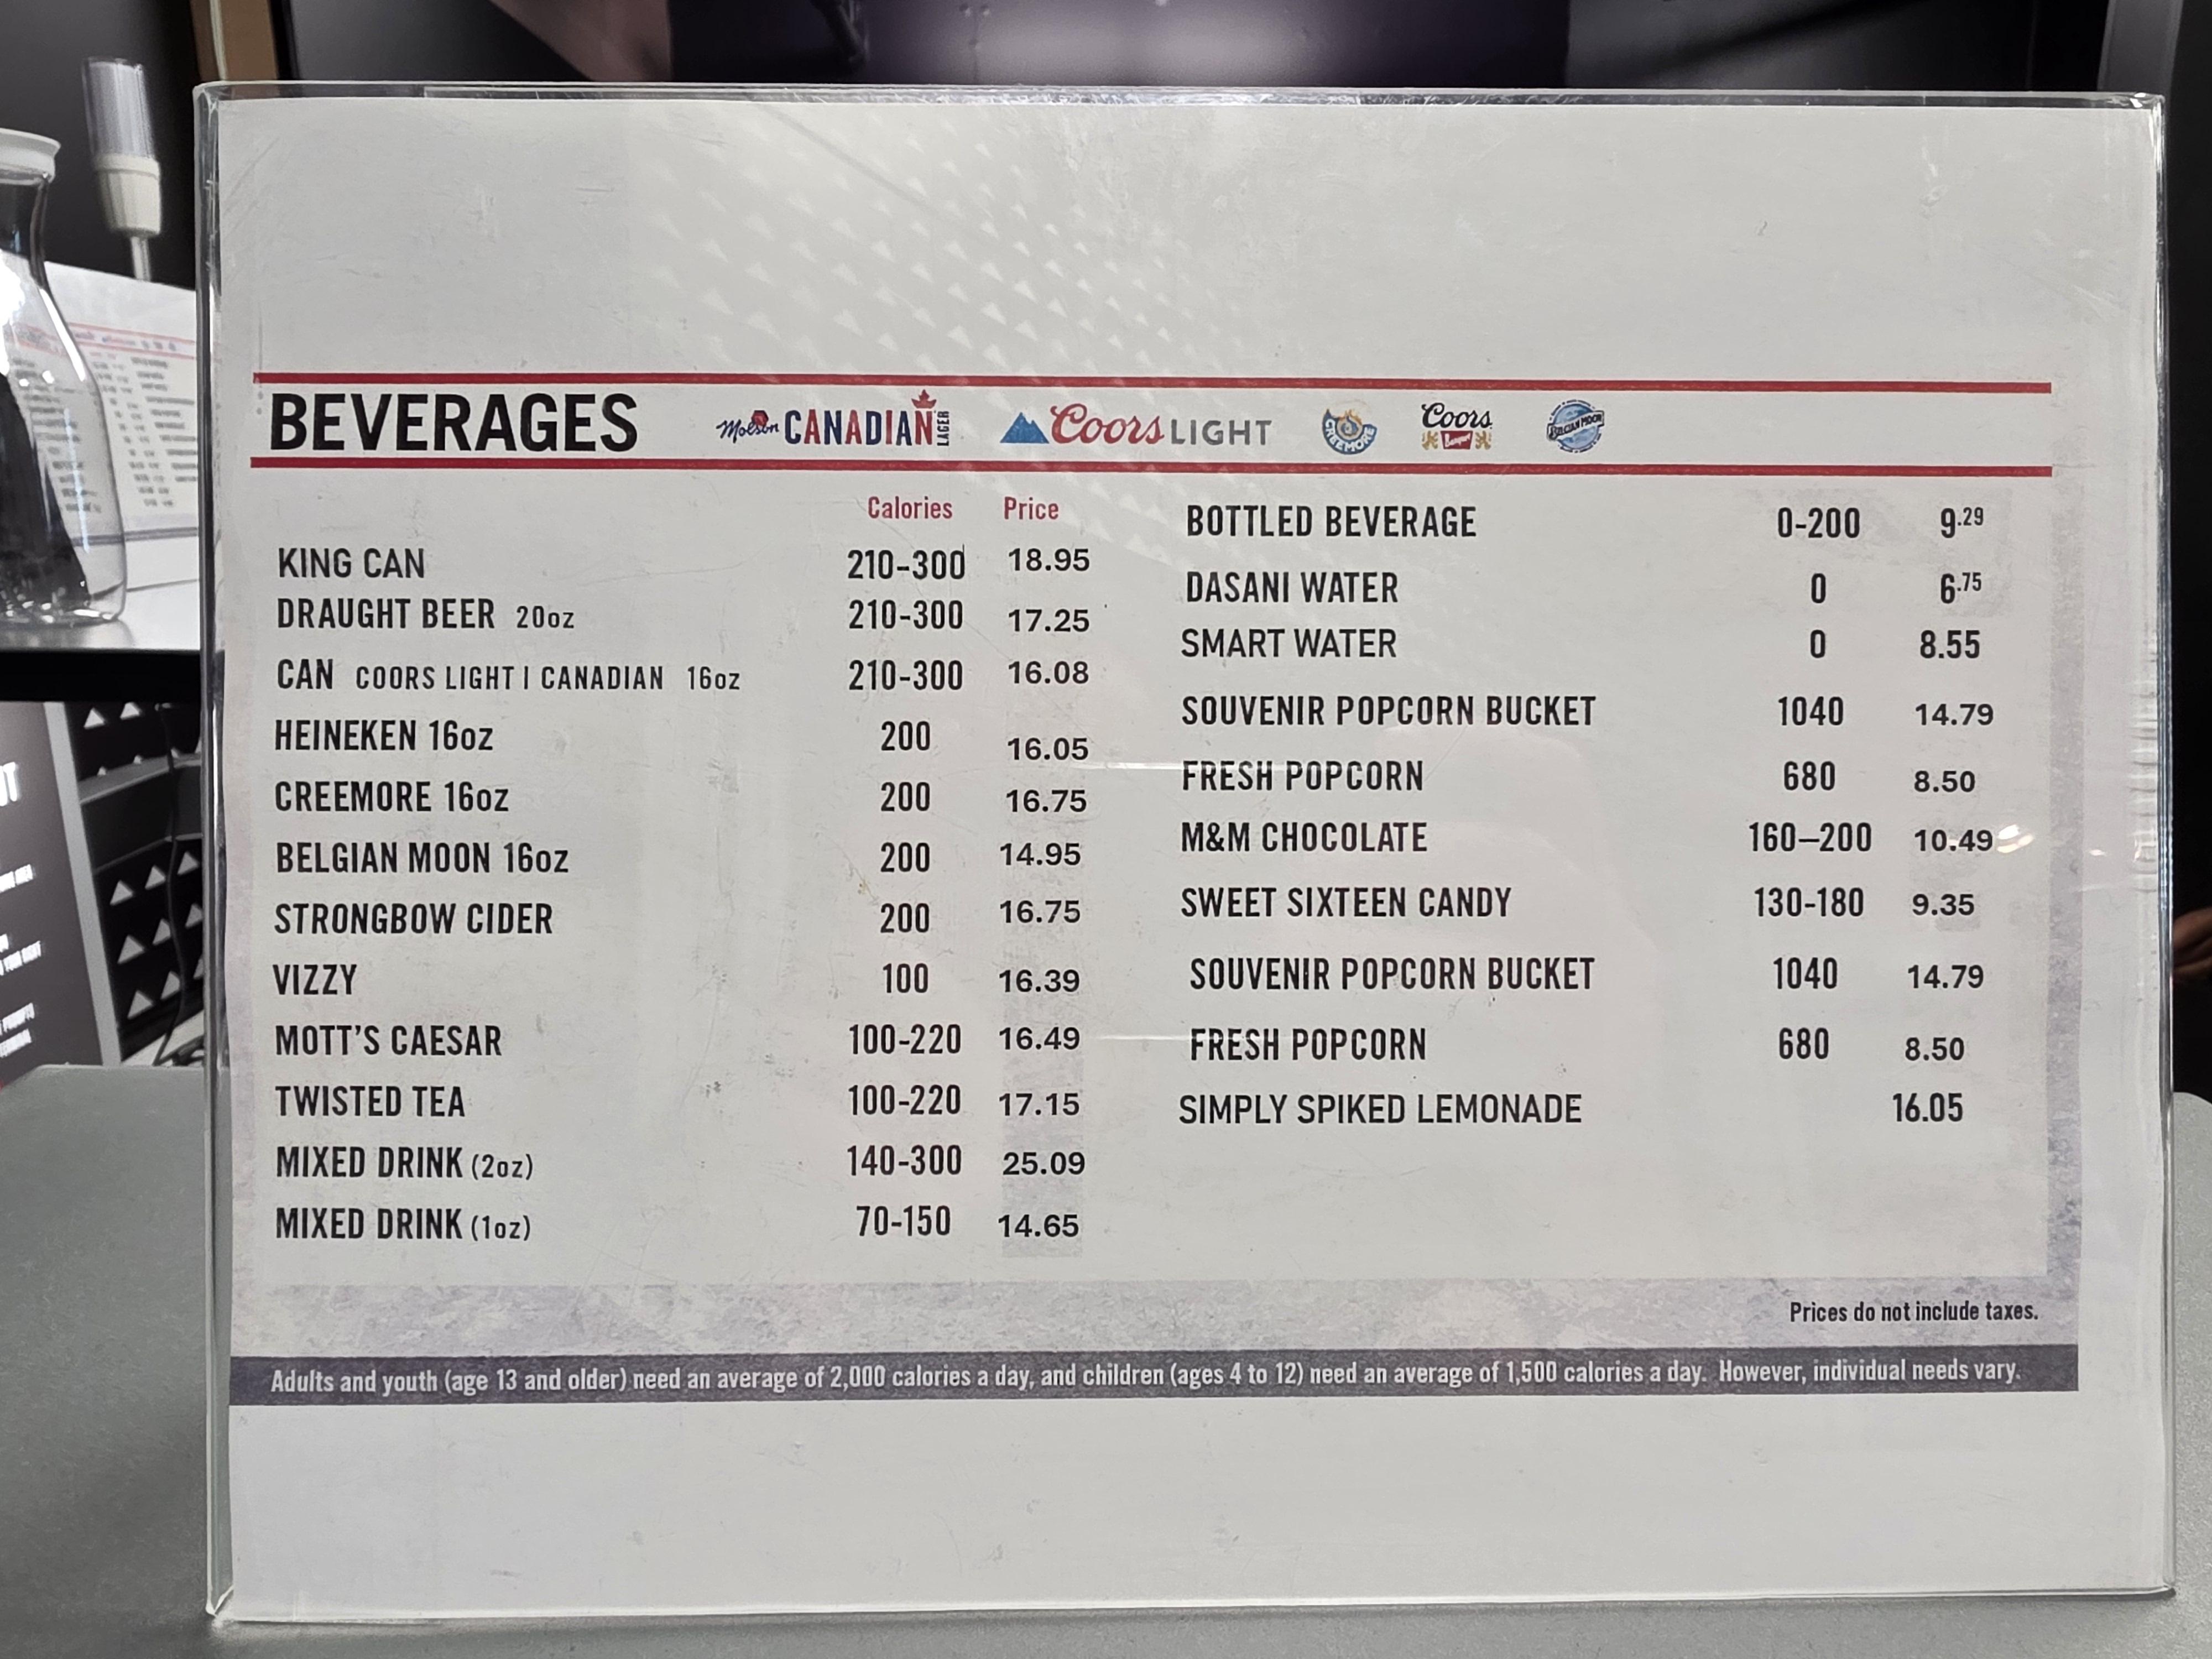 BEVERAGES Molson CANADIAN LAGER Coors LIGHT CREEMORE Coors Banquet BELGIAN MOON
Calories Price
KING CAN 210-300 18.95
DRAUGHT BEER 20oz 210-300 17.25
CAN COORS LIGHT | CANADIAN 16oz 210-300 16.08
HEINEKEN 16oz 200 16.05
CREEMORE 16oz 200 16.75
BELGIAN MOON 16oz 200 14.95
STRONGBOW CIDER 200 16.75
VIZZY 100 16.39
MOTT'S CAESAR 100-220 16.49
TWISTED TEA 100-220 17.15
MIXED DRINK (2oz) 140-300 25.09
MIXED DRINK (1oz) 70-150 14.65
BOTTLED BEVERAGE 0-200 9.29
DASANI WATER 0 6.75
SMART WATER 0 8.55
SOUVENIR POPCORN BUCKET 1040 14.79
FRESH POPCORN 680 8.50
M&M CHOCOLATE 160–200 10.49
SWEET SIXTEEN CANDY 130-180 9.35
SOUVENIR POPCORN BUCKET 1040 14.79
FRESH POPCORN 680 8.50
SIMPLY SPIKED LEMONADE 16.05
Prices do not include taxes.
Adults and youth (age 13 and older) need an average of 2,000 calories a day, and children (ages 4 to 12) need an average of 1,500 calories a day. However, individual needs vary.